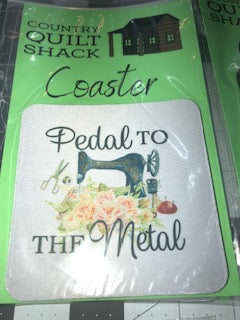 COUNTRY
QUILT
SHACK
Coaster
Pedal TO
THE Metal